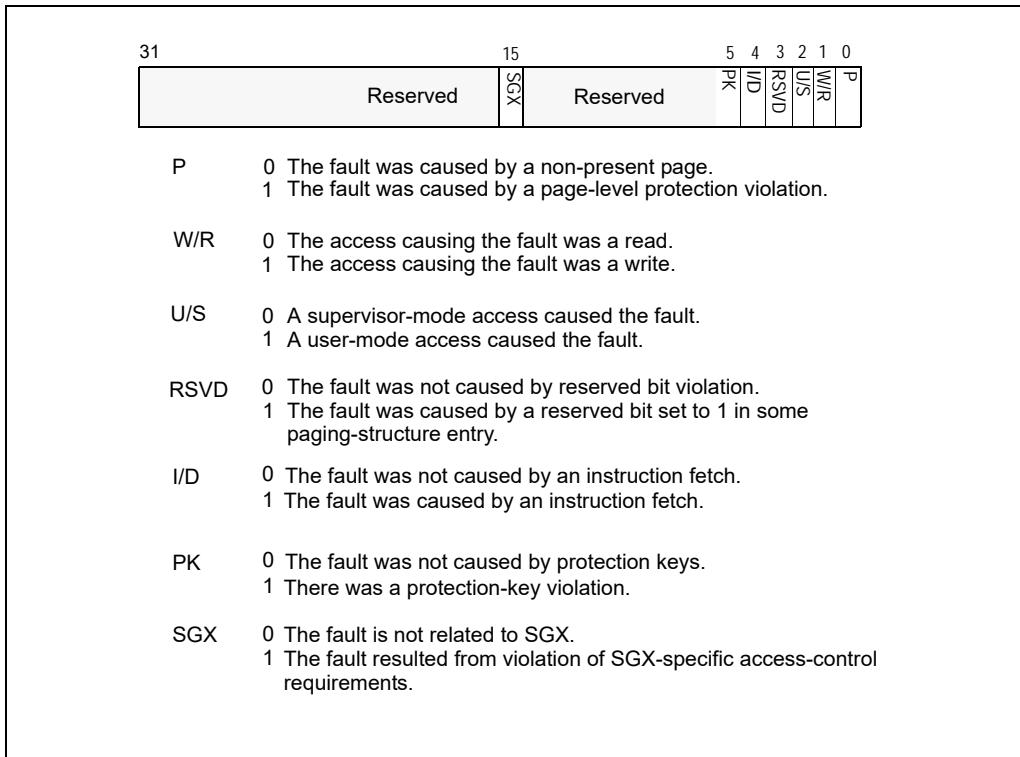 31 15 5 4 3 2 1 0
Reserved SGX Reserved PK I/D RSVD U/S W/R P
P 0 The fault was caused by a non-present page.
1 The fault was caused by a page-level protection violation.
W/R 0 The access causing the fault was a read.
1 The access causing the fault was a write.
U/S 0 A supervisor-mode access caused the fault.
1 A user-mode access caused the fault.
RSVD 0 The fault was not caused by reserved bit violation.
1 The fault was caused by a reserved bit set to 1 in some
paging-structure entry.
I/D 0 The fault was not caused by an instruction fetch.
1 The fault was caused by an instruction fetch.
PK 0 The fault was not caused by protection keys.
1 There was a protection-key violation.
SGX 0 The fault is not related to SGX.
1 The fault resulted from violation of SGX-specific access-control
requirements.